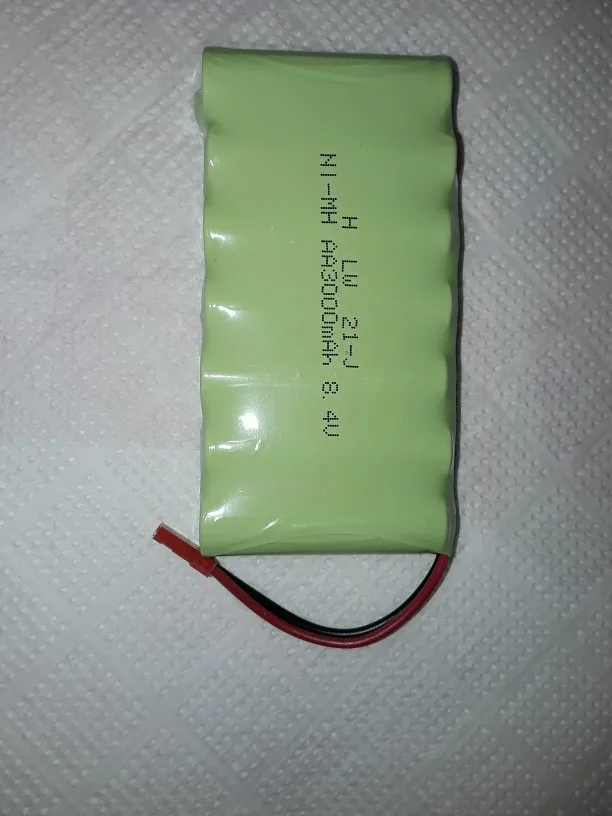 H LW 21-J
NI-MH AA3000mAh 8.4V